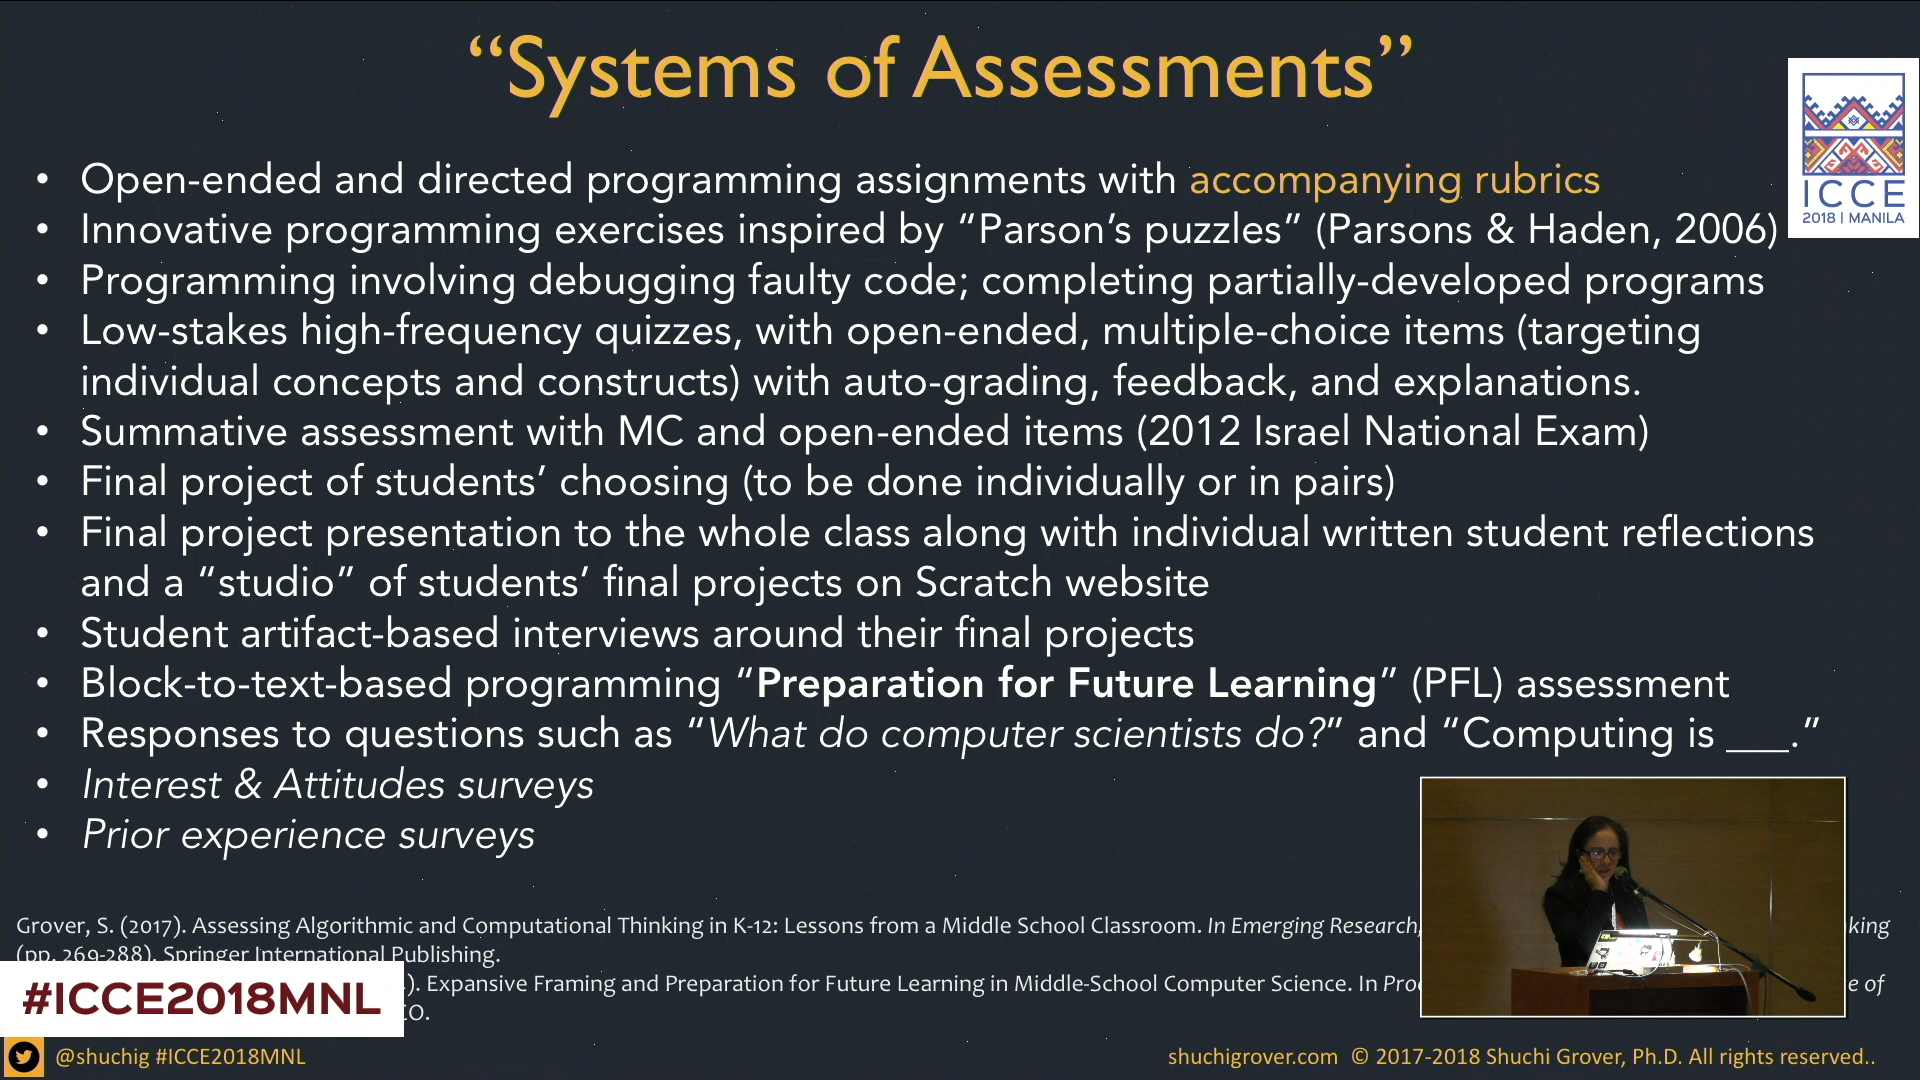 “Systems of Assessments”
ICCE
2018 | MANILA
• Open-ended and directed programming assignments with accompanying rubrics
• Innovative programming exercises inspired by “Parson’s puzzles” (Parsons & Haden, 2006)
• Programming involving debugging faulty code; completing partially-developed programs
• Low-stakes high-frequency quizzes, with open-ended, multiple-choice items (targeting
individual concepts and constructs) with auto-grading, feedback, and explanations.
• Summative assessment with MC and open-ended items (2012 Israel National Exam)
• Final project of students’ choosing (to be done individually or in pairs)
• Final project presentation to the whole class along with individual written student reflections
and a “studio” of students’ final projects on Scratch website
• Student artifact-based interviews around their final projects
• Block-to-text-based programming “Preparation for Future Learning” (PFL) assessment
• Responses to questions such as “What do computer scientists do?” and “Computing is ___.”
• Interest & Attitudes surveys
• Prior experience surveys
Grover, S. (2017). Assessing Algorithmic and Computational Thinking in K-12: Lessons from a Middle School Classroom. In Emerging Research,
(pp. 269-288). Springer International Publishing.
). Expansive Framing and Preparation for Future Learning in Middle-School Computer Science. In e of
#ICCE2018MNL
@shuchig #ICCE2018MNL
shuchigrover.com © 2017-2018 Shuchi Grover, Ph.D. All rights reserved..